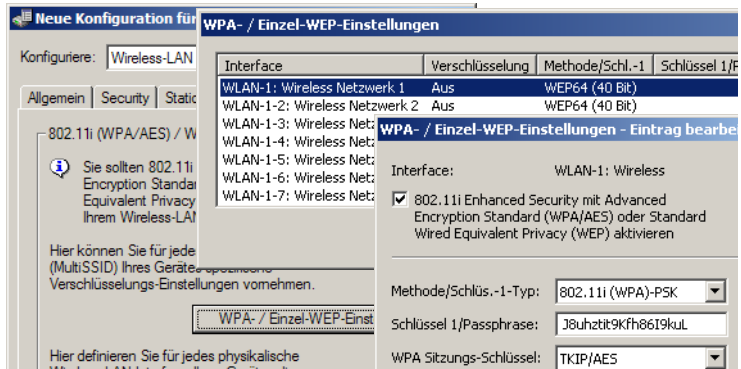 Neue Konfiguration für
Konfiguriere: Wireless-LAN
Allgemein Security Static
802.11i (WPA/AES) / W
Sie sollten 802.11i
Encryption Standar
Equivalent Privacy
Ihrem Wireless-LA
Hier können Sie für jede
(MultiSSID) Ihres Gerätes spezifische
Verschlüsselungs-Einstellungen vornehmen.
WPA- / Einzel-WEP-Einst
Hier definieren Sie für jedes physikalische
WPA- / Einzel-WEP-Einstellungen
Interface Verschlüsselung Methode/Schl.-1 Schlüssel 1/P
WLAN-1: Wireless Netzwerk 1 Aus WEP64 (40 Bit)
WLAN-1-2: Wireless Netzwerk 2 Aus WEP64 (40 Bit)
WLAN-1-3: Wireless Netz
WLAN-1-4: Wireless Netz
WLAN-1-5: Wireless Netz
WLAN-1-6: Wireless Netz
WLAN-1-7: Wireless Netz
WPA- / Einzel-WEP-Einstellungen - Eintrag bearbe
Interface: WLAN-1: Wireless
802.11i Enhanced Security mit Advanced
Encryption Standard (WPA/AES) oder Standard
Wired Equivalent Privacy (WEP) aktivieren
Methode/Schlüs.-1-Typ: 802.11i (WPA)-PSK
Schlüssel 1/Passphrase: J8uhztit9Kfh86I9kuL
WPA Sitzungs-Schlüssel: TKIP/AES